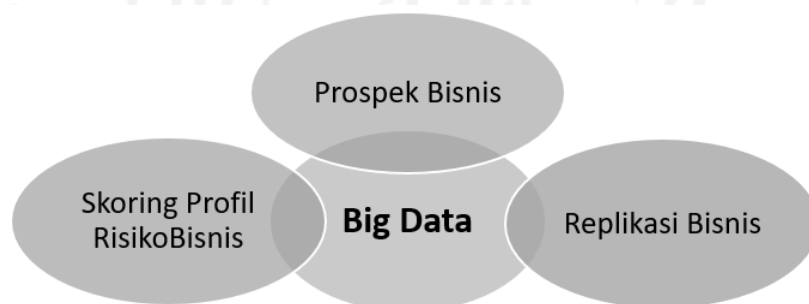 Prospek Bisnis
Skoring Profil
RisikoBisnis
Big Data
Replikasi Bisnis